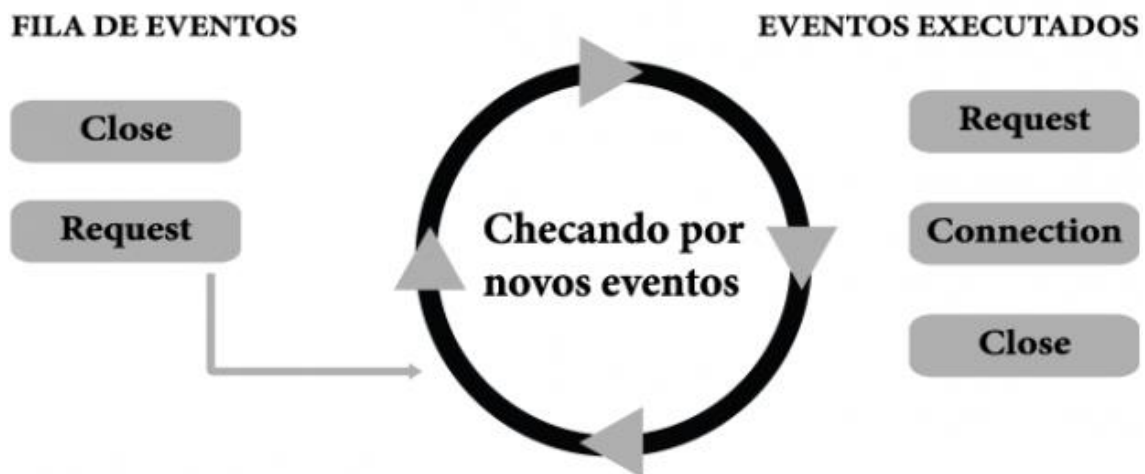 FILA DE EVENTOS
EVENTOS EXECUTADOS
Close
Request
Checando por
novos eventos
Request
Connection
Close